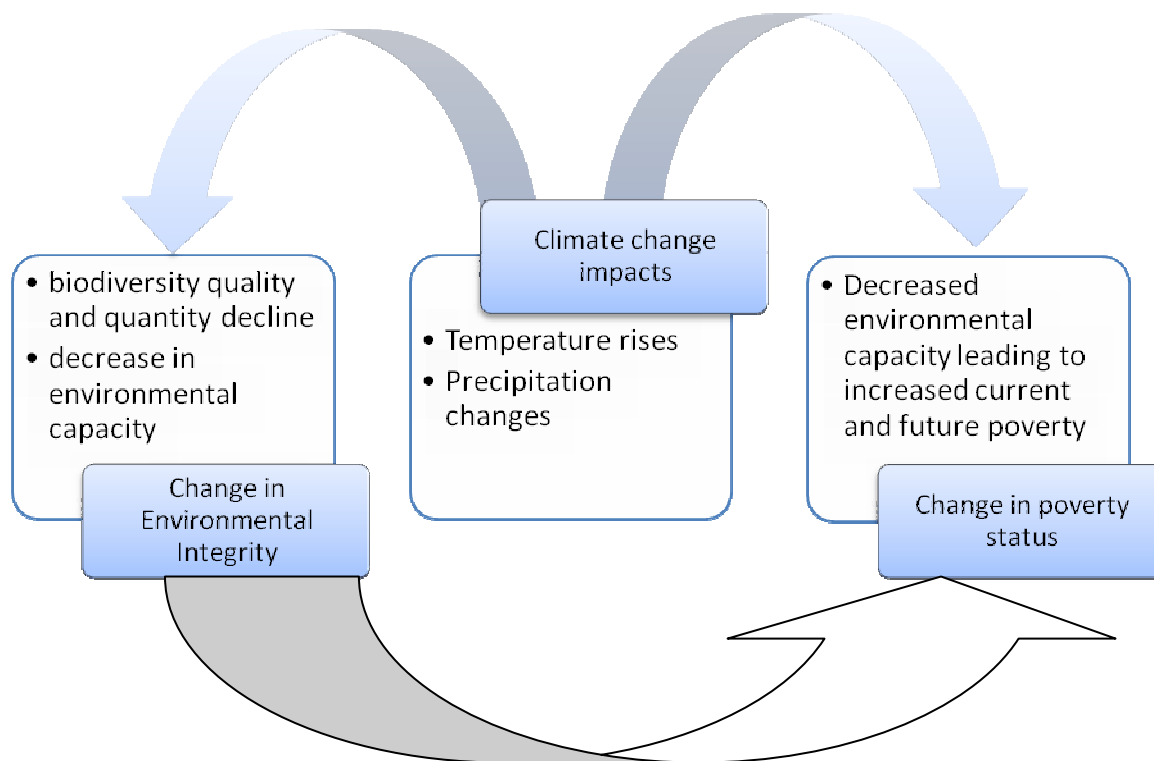 • biodiversity quality
and quantity decline
• decrease in
environmental
capacity
Change in
Environmental
Integrity
Climate change
impacts
• Temperature rises
• Precipitation
changes
• Decreased
environmental
capacity leading to
increased current
and future poverty
Change in poverty
status